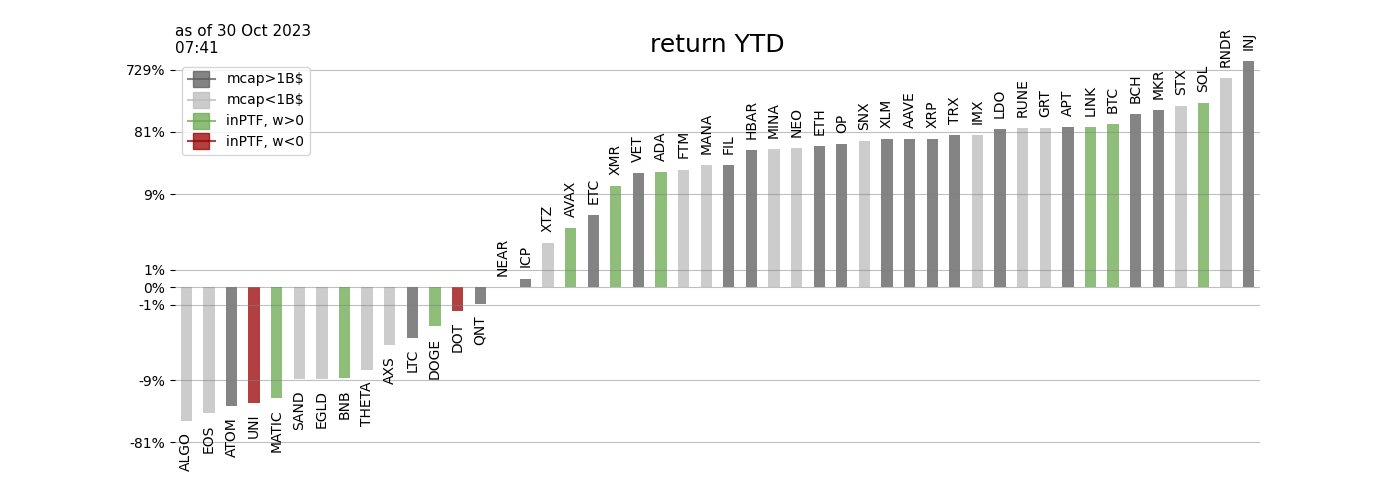 as of 30 Oct 2023
07:41
return YTD
mcap>1B$
mcap<1B$
inPTF, w>0
inPTF, w<0
729%
81%
9%
1%
0%
-1%
-9%
-81%
ALGO
EOS
ATOM
UNI
MATIC
SAND
EGLD
BNB
THETA
AXS
LTC
DOGE
DOT
QNT
NEAR
ICP
XTZ
AVAX
ETC
XMR
VET
ADA
FTM
MANA
FIL
HBAR
MINA
NEO
ETH
OP
SNX
XLM
AAVE
XRP
TRX
IMX
LDO
RUNE
GRT
APT
LINK
BTC
BCH
MKR
STX
SOL
RNDR
INJ